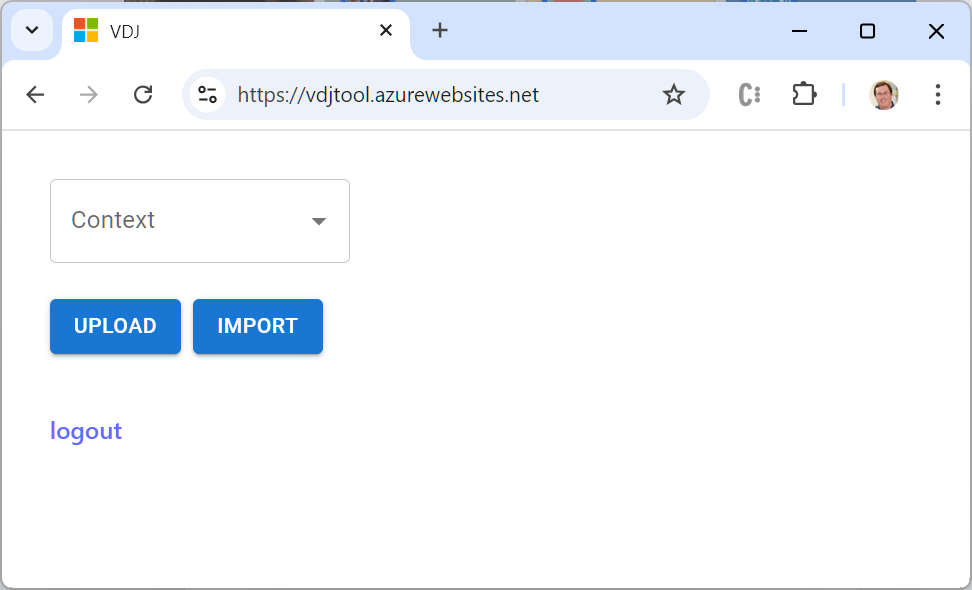 VDJ
https://vdjtool.azurewebsites.net
Context
UPLOAD IMPORT
logout